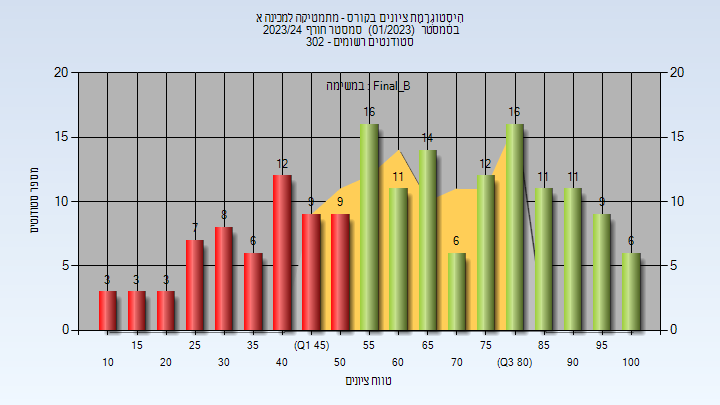 היסטוגרמת ציונים בקורס - מתמטיקה למכינה א
בסמסטר (01/2023) סמסטר חורף 2023/24
סטודנטים רשומים - 302
במשימה : Final_B
20 20
15 15
10 10
5 5
0 0
מספר סטודנטים
3 3 3 7 8 6 12 9 9 16 11 14 6 12 16 11 11 9 6
15 25 35 (Q1 45) 55 65 75 85 95
10 20 30 40 50 60 70 (Q3 80) 90 100
טווח ציונים